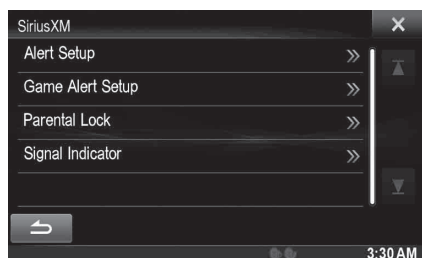 SiriusXM
Alert Setup
Game Alert Setup
Parental Lock
Signal Indicator
3:30 AM